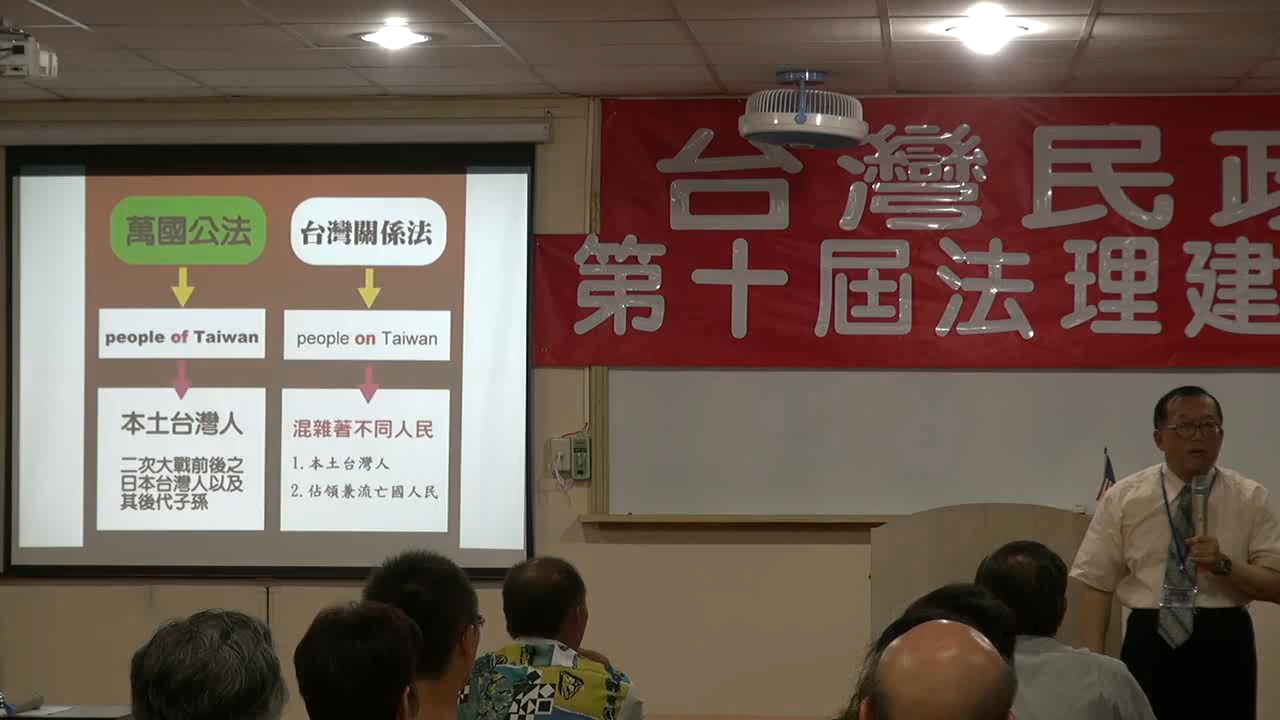 萬國公法
台灣關係法
people of Taiwan
people on Taiwan
本土台灣人
二次大戰前後之
日本台灣人以及
其後代子孫
混雜著不同人民
1. 本土台灣人
2. 佔領兼流亡國人民
台灣民政
第十屆法理建